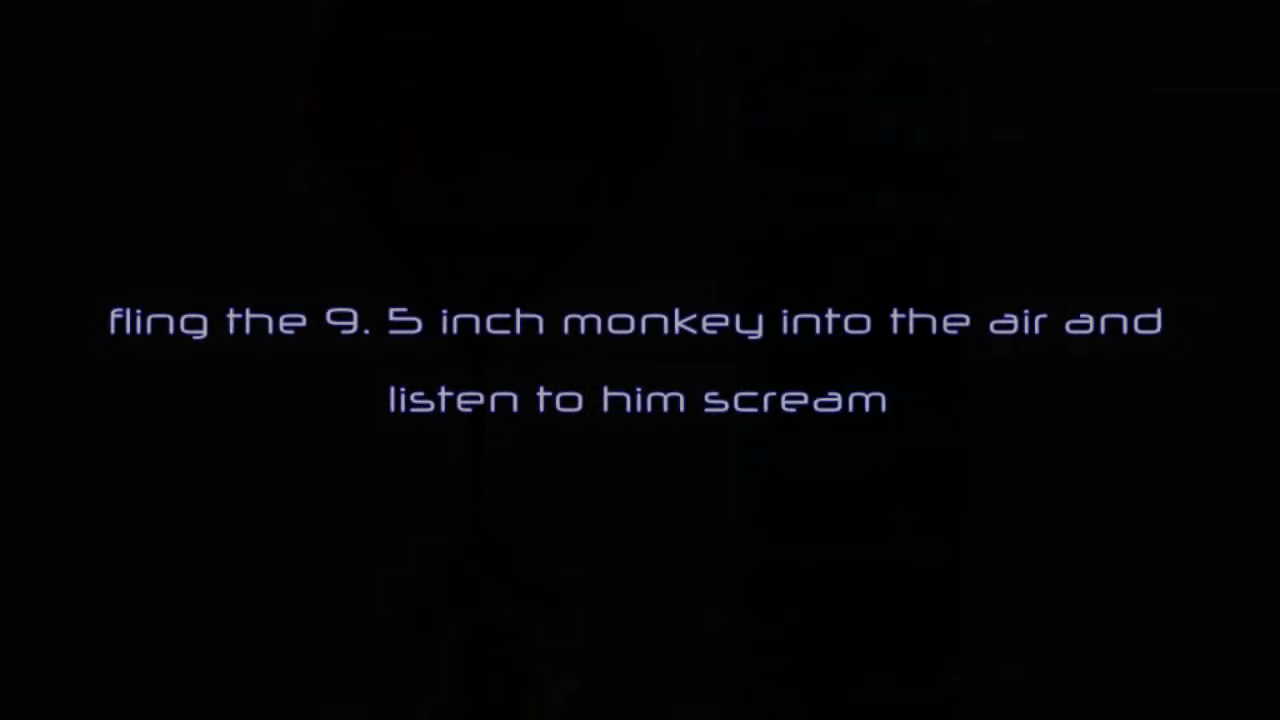 fling the 9. 5 inch monkey into the air and
listen to him scream